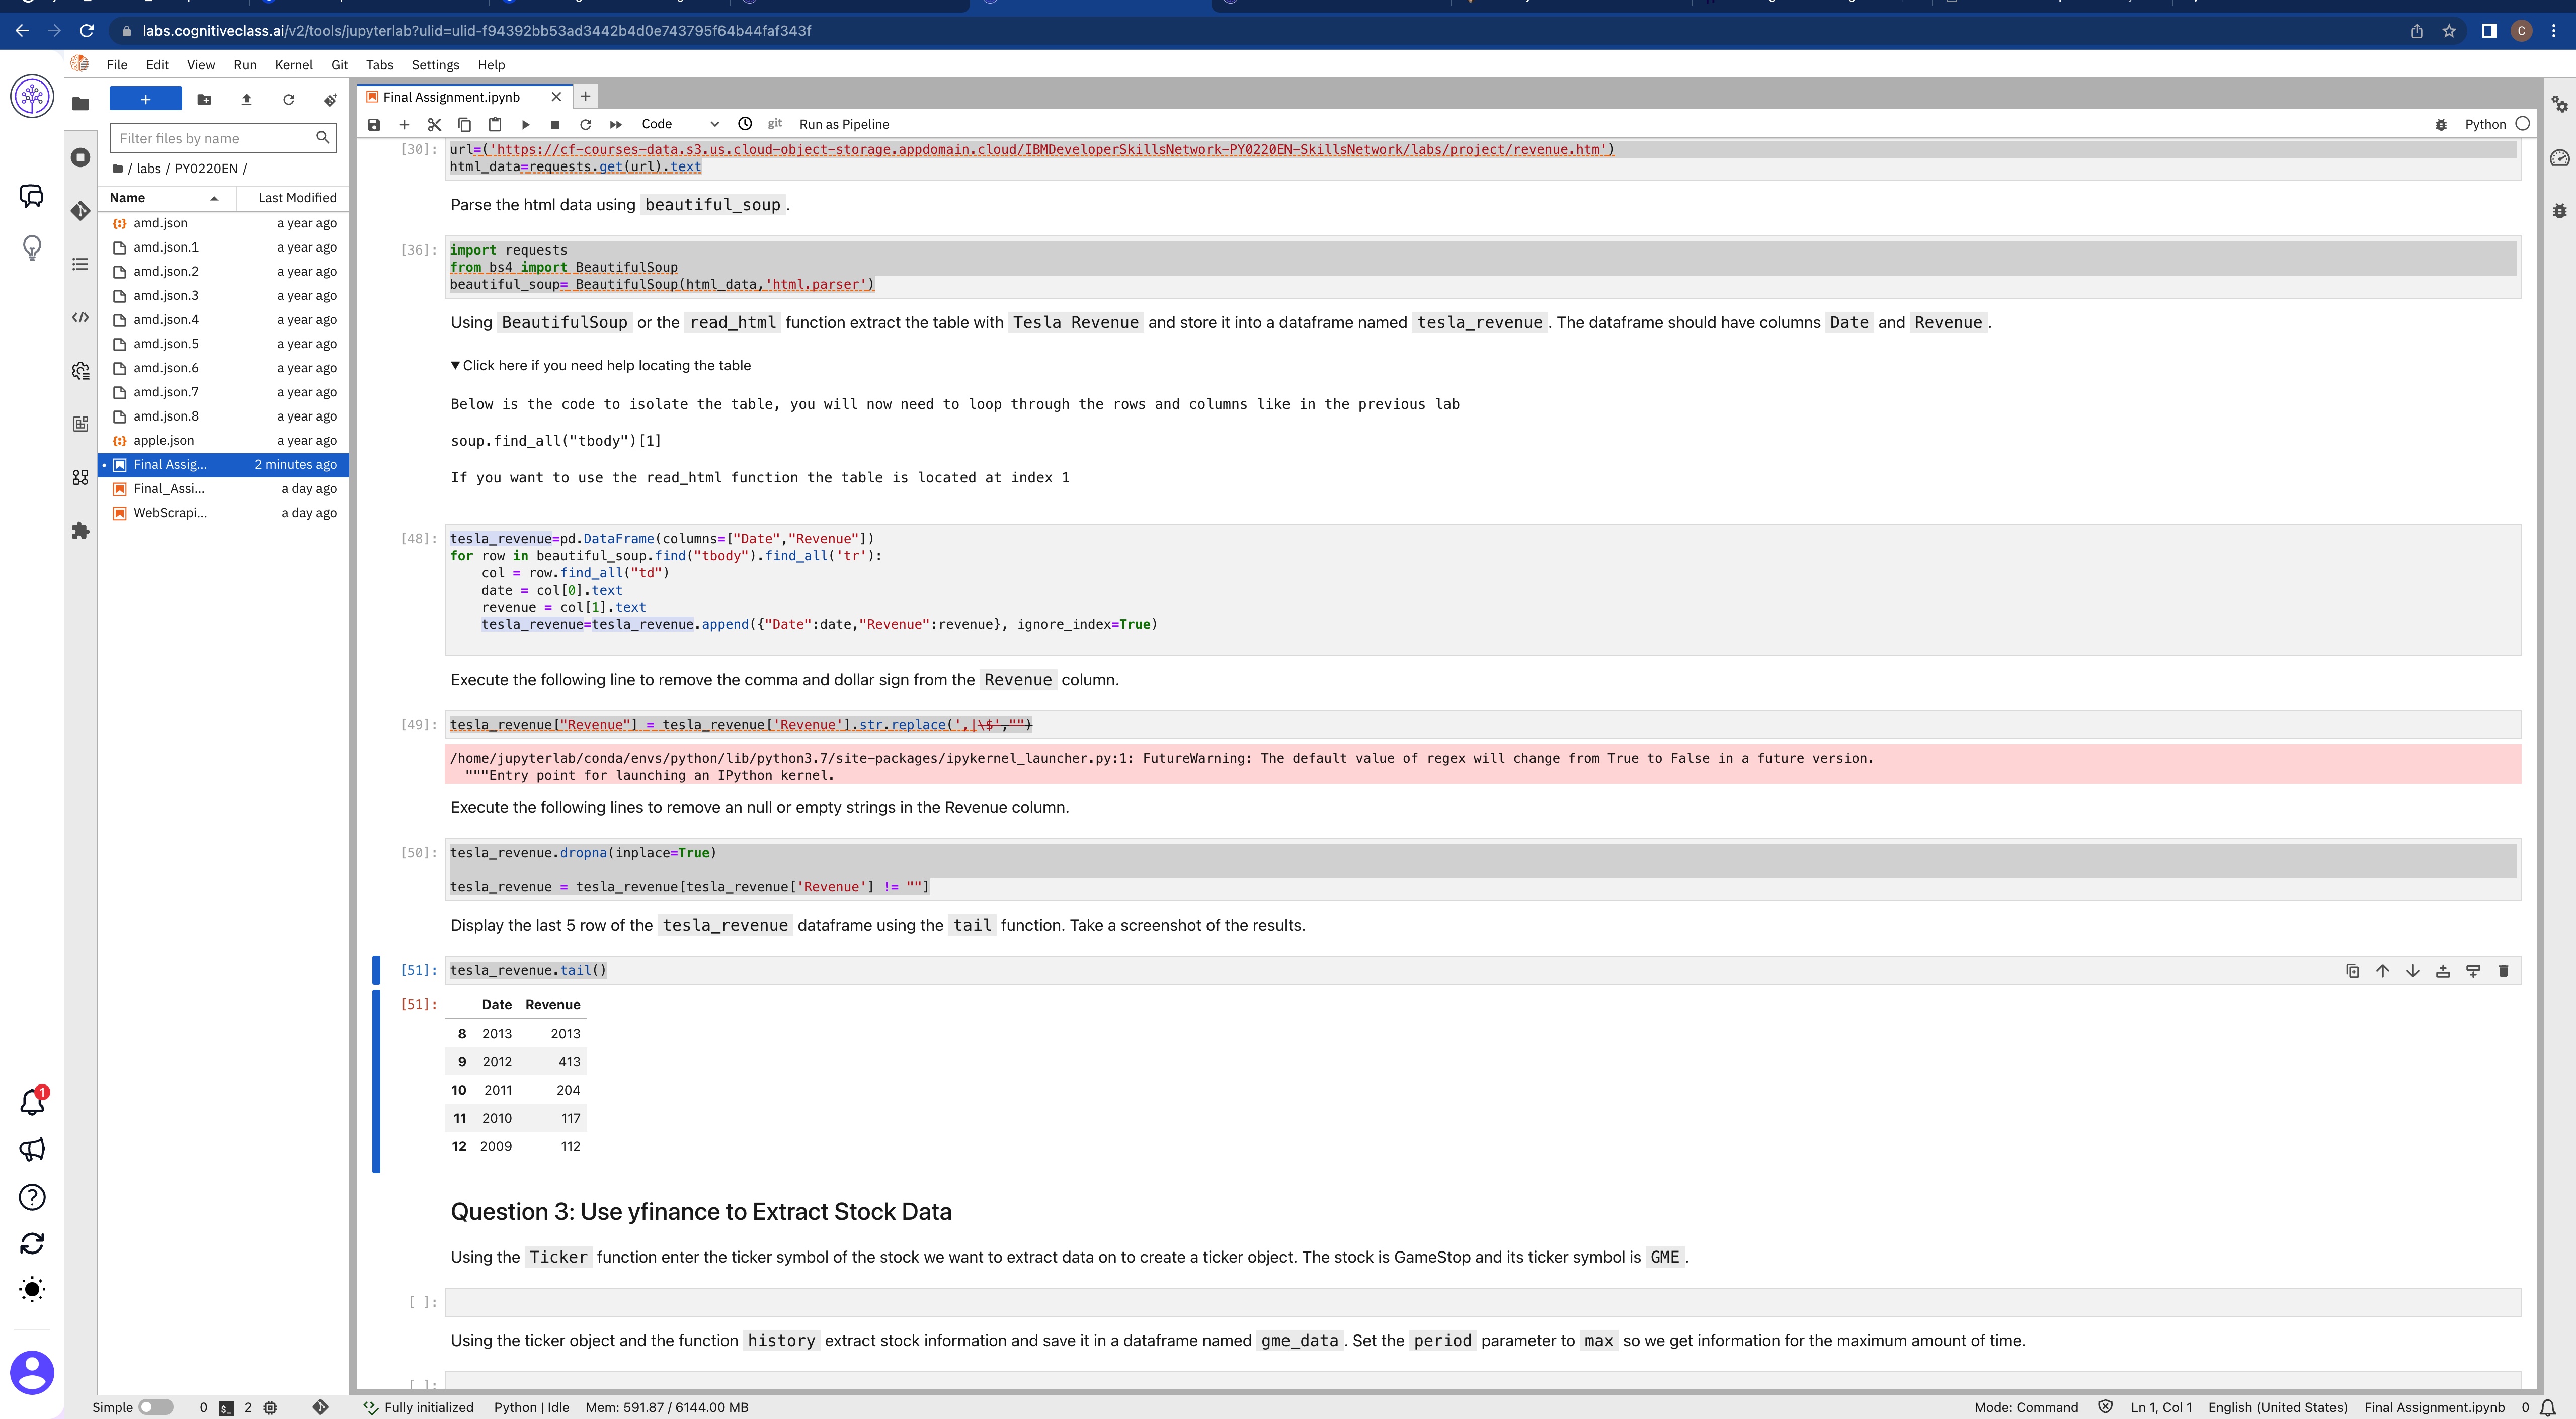 labs.cognitiveclass.ai/v2/tools/jupyterlab?ulid=ulid-f94392bb53ad3442b4d0e743795f64b44faf343f
C
File Edit View Run Kernel Git Tabs Settings Help
Final Assignment.ipynb
Filter files by name
Code
git
Run as Pipeline
Python
/ labs / PY0220EN /
Name
Last Modified
amd.json a year ago
amd.json.1 a year ago
amd.json.2 a year ago
amd.json.3 a year ago
amd.json.4 a year ago
amd.json.5 a year ago
amd.json.6 a year ago
amd.json.7 a year ago
amd.json.8 a year ago
apple.json a year ago
Final Assig... 2 minutes ago
Final_Assi... a day ago
WebScrapi... a day ago
[30]: url=('https://cf-courses-data.s3.us.cloud-object-storage.appdomain.cloud/IBMDeveloperSkillsNetwork-PY0220EN-SkillsNetwork/labs/project/revenue.htm')
html_data=requests.get(url).text
Parse the html data using beautiful_soup .
[36]: import requests
from bs4 import BeautifulSoup
beautiful_soup= BeautifulSoup(html_data,'html.parser')
Using BeautifulSoup or the read_html function extract the table with Tesla Revenue and store it into a dataframe named tesla_revenue . The dataframe should have columns Date and Revenue .
▼Click here if you need help locating the table
Below is the code to isolate the table, you will now need to loop through the rows and columns like in the previous lab
soup.find_all("tbody")[1]
If you want to use the read_html function the table is located at index 1
[48]: tesla_revenue=pd.DataFrame(columns=["Date","Revenue"])
for row in beautiful_soup.find("tbody").find_all('tr'):
    col = row.find_all("td")
    date = col[0].text
    revenue = col[1].text
    tesla_revenue=tesla_revenue.append({"Date":date,"Revenue":revenue}, ignore_index=True)
Execute the following line to remove the comma and dollar sign from the Revenue column.
[49]: tesla_revenue["Revenue"] = tesla_revenue['Revenue'].str.replace(',|\$',"")
/home/jupyterlab/conda/envs/python/lib/python3.7/site-packages/ipykernel_launcher.py:1: FutureWarning: The default value of regex will change from True to False in a future version.
  """Entry point for launching an IPython kernel.
Execute the following lines to remove an null or empty strings in the Revenue column.
[50]: tesla_revenue.dropna(inplace=True)
tesla_revenue = tesla_revenue[tesla_revenue['Revenue'] != ""]
Display the last 5 row of the tesla_revenue dataframe using the tail function. Take a screenshot of the results.
[51]: tesla_revenue.tail()
[51]: Date Revenue
8 2013 2013
9 2012 413
10 2011 204
11 2010 117
12 2009 112
Question 3: Use yfinance to Extract Stock Data
Using the Ticker function enter the ticker symbol of the stock we want to extract data on to create a ticker object. The stock is GameStop and its ticker symbol is GME .
[ ]:
Using the ticker object and the function history extract stock information and save it in a dataframe named gme_data . Set the period parameter to max so we get information for the maximum amount of time.
[ ]:
1
Simple 0 2 Fully initialized Python | Idle Mem: 591.87 / 6144.00 MB
Mode: Command Ln 1, Col 1 English (United States) Final Assignment.ipynb 0